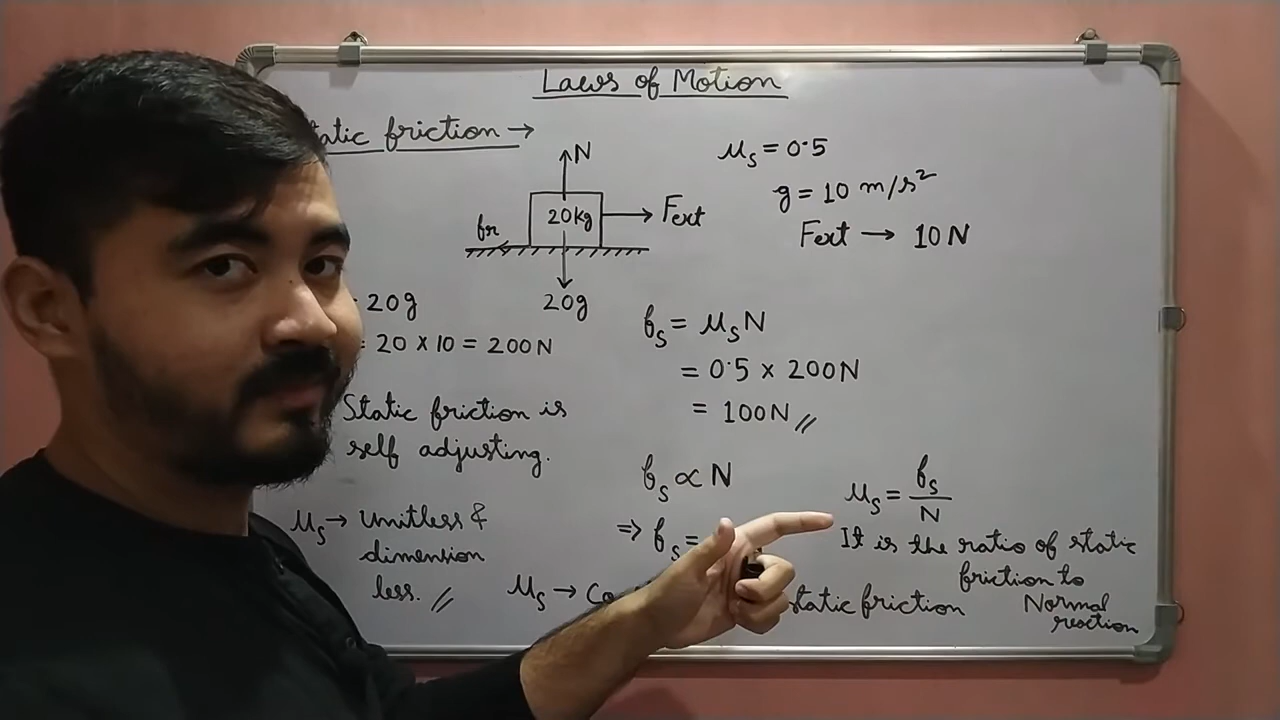 Laws of Motion
tatic friction →
N
20kg
Fext
fr
20g
μs = 0.5
g = 10 m/s²
Fext → 10N
20g
= 20 × 10 = 200N
fs = μsN
= 0.5 × 200N
= 100N //
Static friction is
self adjusting.
fs ∝ N
⇒ fs =
μs = fs/N
It is the ratio of static
friction to
Normal
reaction
μs → Unitless &
dimension
less. //
μs → Co
static friction